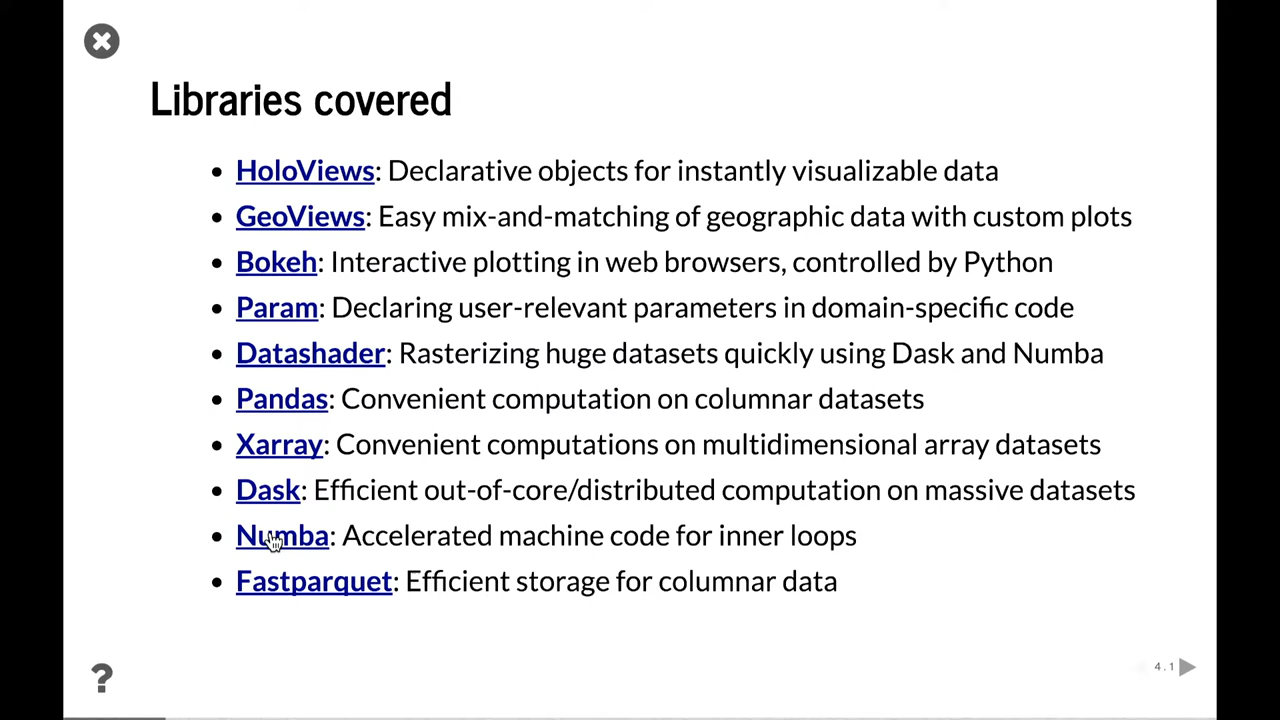 Libraries covered
HoloViews: Declarative objects for instantly visualizable data
GeoViews: Easy mix-and-matching of geographic data with custom plots
Bokeh: Interactive plotting in web browsers, controlled by Python
Param: Declaring user-relevant parameters in domain-specific code
Datashader: Rasterizing huge datasets quickly using Dask and Numba
Pandas: Convenient computation on columnar datasets
Xarray: Convenient computations on multidimensional array datasets
Dask: Efficient out-of-core/distributed computation on massive datasets
Numba: Accelerated machine code for inner loops
Fastparquet: Efficient storage for columnar data
?
4.1